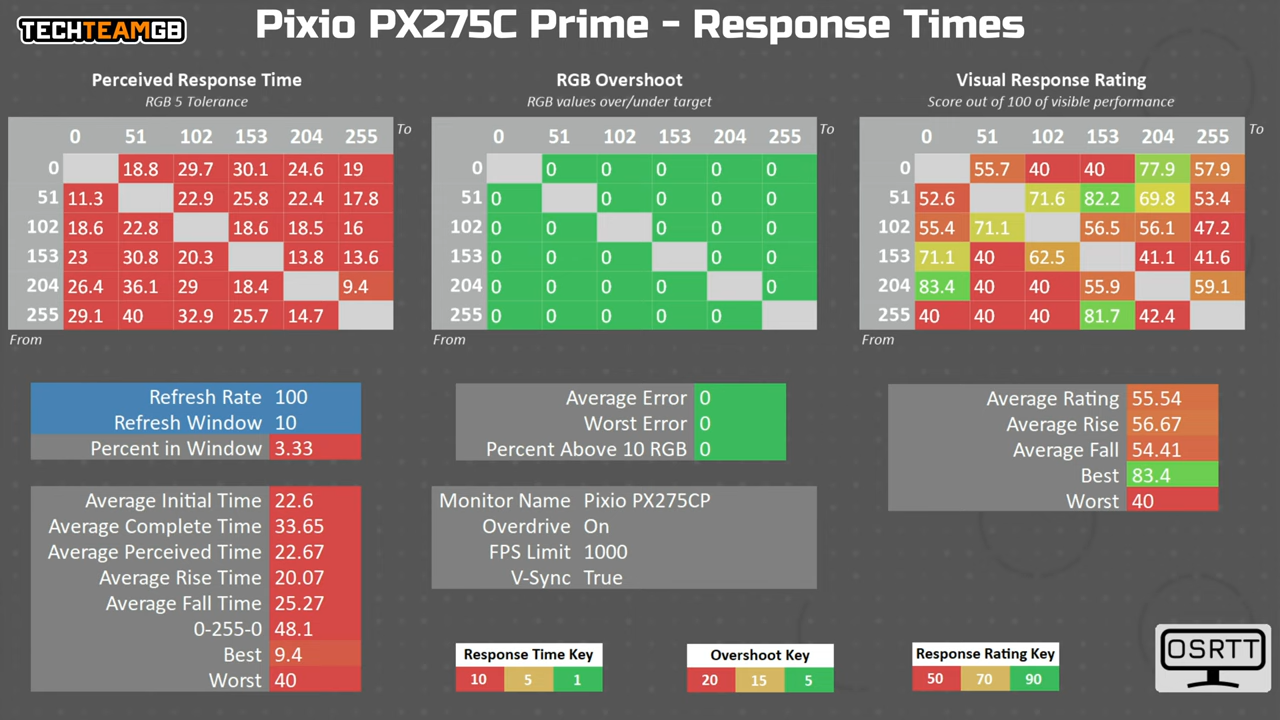 TECHTEAMGB
Pixio PX275C Prime - Response Times
Perceived Response Time
RGB 5 Tolerance
0 51 102 153 204 255 To
0 18.8 29.7 30.1 24.6 19
51 11.3 22.9 25.8 22.4 17.8
102 18.6 22.8 18.6 18.5 16
153 23 30.8 20.3 13.8 13.6
204 26.4 36.1 29 18.4 9.4
255 29.1 40 32.9 25.7 14.7
From
RGB Overshoot
RGB values over/under target
0 51 102 153 204 255 To
0 0 0 0 0 0
51 0 0 0 0 0
102 0 0 0 0 0
153 0 0 0 0 0
204 0 0 0 0 0
255 0 0 0 0 0
From
Visual Response Rating
Score out of 100 of visible performance
0 51 102 153 204 255 To
0 55.7 40 40 77.9 57.9
51 52.6 71.6 82.2 69.8 53.4
102 55.4 71.1 56.5 56.1 47.2
153 71.1 40 62.5 41.1 41.6
204 83.4 40 40 55.9 59.1
255 40 40 40 81.7 42.4
From
Refresh Rate 100
Refresh Window 10
Percent in Window 3.33
Average Initial Time 22.6
Average Complete Time 33.65
Average Perceived Time 22.67
Average Rise Time 20.07
Average Fall Time 25.27
0-255-0 48.1
Best 9.4
Worst 40
Average Error 0
Worst Error 0
Percent Above 10 RGB 0
Monitor Name Pixio PX275CP
Overdrive On
FPS Limit 1000
V-Sync True
Average Rating 55.54
Average Rise 56.67
Average Fall 54.41
Best 83.4
Worst 40
Response Time Key
10 5 1
Overshoot Key
20 15 5
Response Rating Key
50 70 90
OSRTT